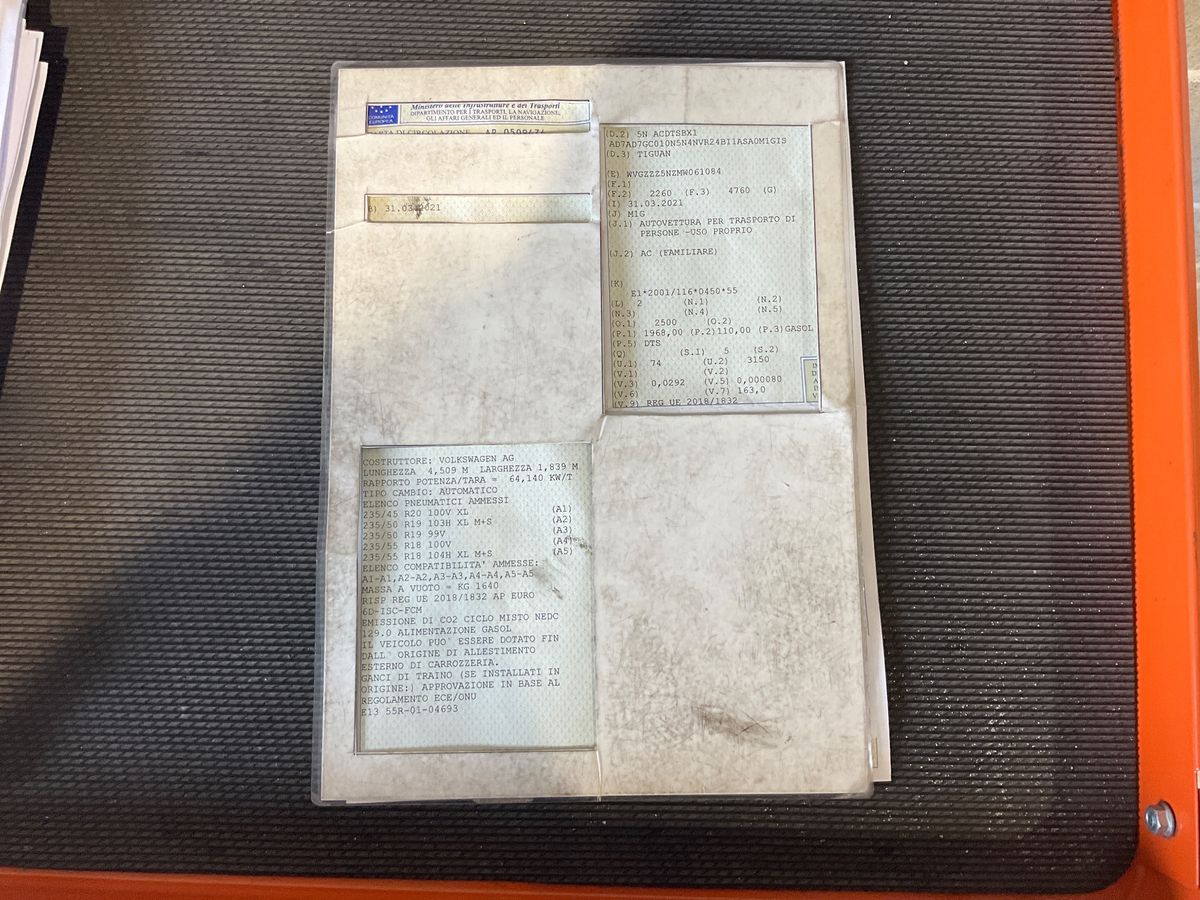 COMUNITÀ
EUROPEA
Ministero delle Infrastrutture e dei Trasporti
DIPARTIMENTO PER I TRASPORTI, LA NAVIGAZIONE,
GLI AFFARI GENERALI ED IL PERSONALE
CARTA DI CIRCOLAZIONE AP
B) 31.03.2021
(D.2) 5N ACDTSBX1
AD7AD7GC010N5N4NVR24BI1ASA0M1GIS
(D.3) TIGUAN
(E) WVGZZZ5NZMW061084
(F.1)
(F.2) 2260 (F.3) 4760 (G)
(I) 31.03.2021
(J) M1G
(J.1) AUTOVETTURA PER TRASPORTO DI
PERSONE -USO PROPRIO
(J.2) AC (FAMILIARE)
(K)
E1*2001/116*0450*55
(L) 2 (N.1) (N.2)
(N.3) (N.4) (N.5)
(O.1) 2500 (O.2)
(P.1) 1968,00 (P.2)110,00 (P.3)GASOL
(P.5) DTS
(Q) (S.1) 5 (S.2)
(U.1) 74 (U.2) 3150
(V.1) (V.2)
(V.3) 0,0292 (V.5) 0,000080
(V.6) (V.7) 163,0
(V.9) REG UE 2018/1832
COSTRUTTORE: VOLKSWAGEN AG
LUNGHEZZA 4,509 M LARGHEZZA 1,839 M
RAPPORTO POTENZA/TARA = 64,140 KW/T
TIPO CAMBIO: AUTOMATICO
ELENCO PNEUMATICI AMMESSI
235/45 R20 100V XL (A1)
235/50 R19 103H XL M+S (A2)
235/50 R19 99V (A3)
235/55 R18 100V (A4)
235/55 R18 104H XL M+S (A5)
ELENCO COMPATIBILITA' AMMESSE:
A1-A1,A2-A2,A3-A3,A4-A4,A5-A5
MASSA A VUOTO = KG 1640
RISP REG UE 2018/1832 AP EURO
6D-ISC-FCM
EMISSIONE DI CO2 CICLO MISTO NEDC
129.0 ALIMENTAZIONE GASOL
IL VEICOLO PUO` ESSERE DOTATO FIN
DALL` ORIGINE DI ALLESTIMENTO
ESTERNO DI CARROZZERIA.
GANCI DI TRAINO (SE INSTALLATI IN
ORIGINE:) APPROVAZIONE IN BASE AL
REGOLAMENTO ECE/ONU
E13 55R-01-04693